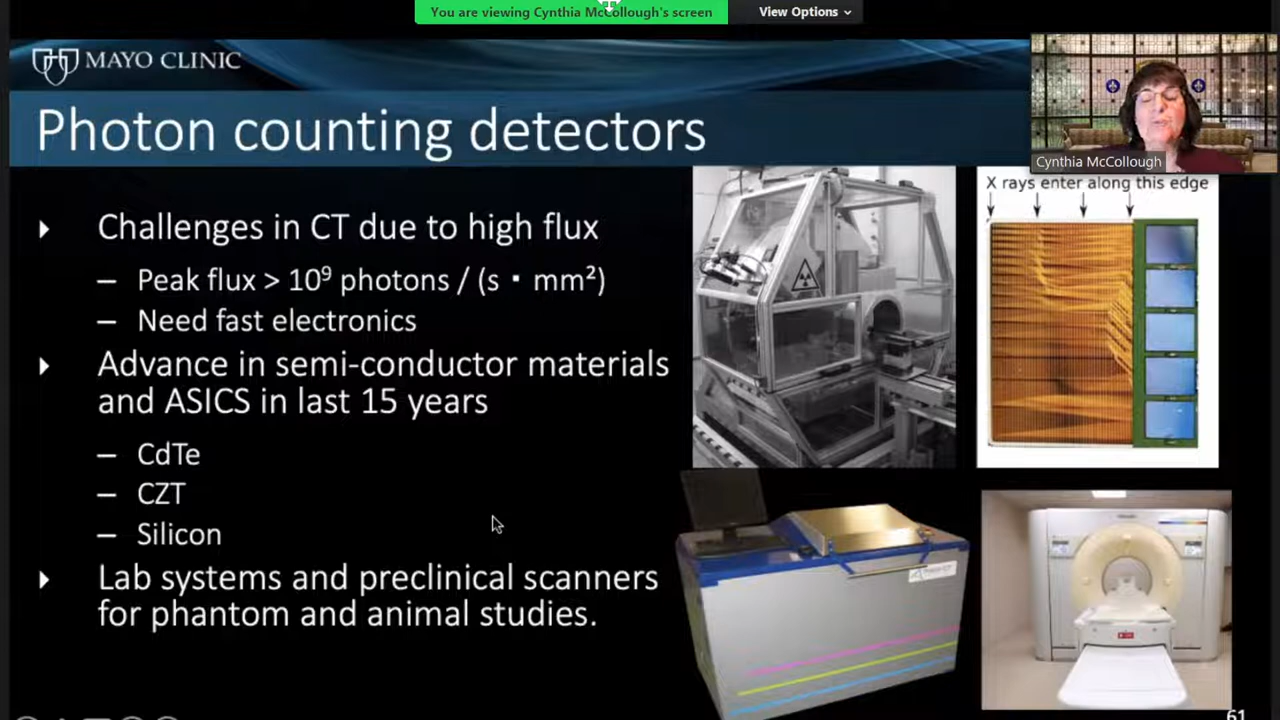 You are viewing Cynthia McCollough's screen
View Options
MAYO CLINIC
Photon counting detectors
Cynthia McCollough
Challenges in CT due to high flux
– Peak flux > 10⁹ photons / (s ▪ mm²)
– Need fast electronics
Advance in semi-conductor materials
and ASICS in last 15 years
– CdTe
– CZT
– Silicon
Lab systems and preclinical scanners
for phantom and animal studies.
X rays enter along this edge
61